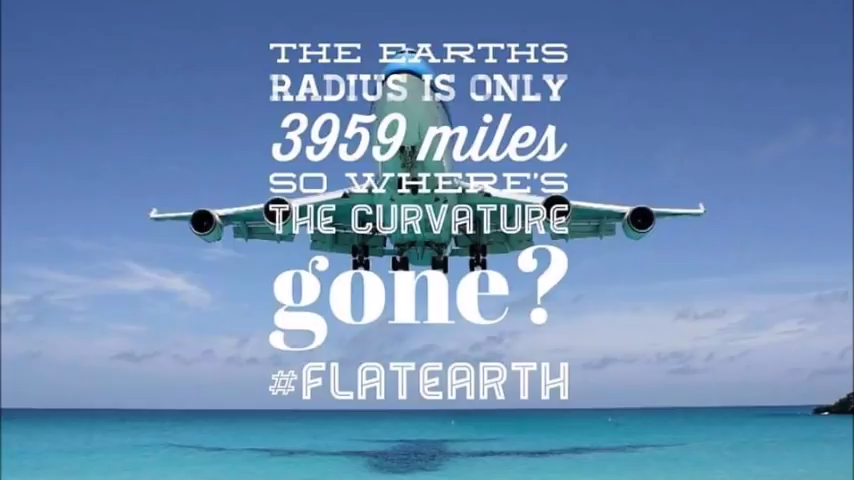 THE EARTHS
RADIUS IS ONLY
3959 miles
SO WHERE'S
THE CURVATURE
gone?
#FLATEARTH